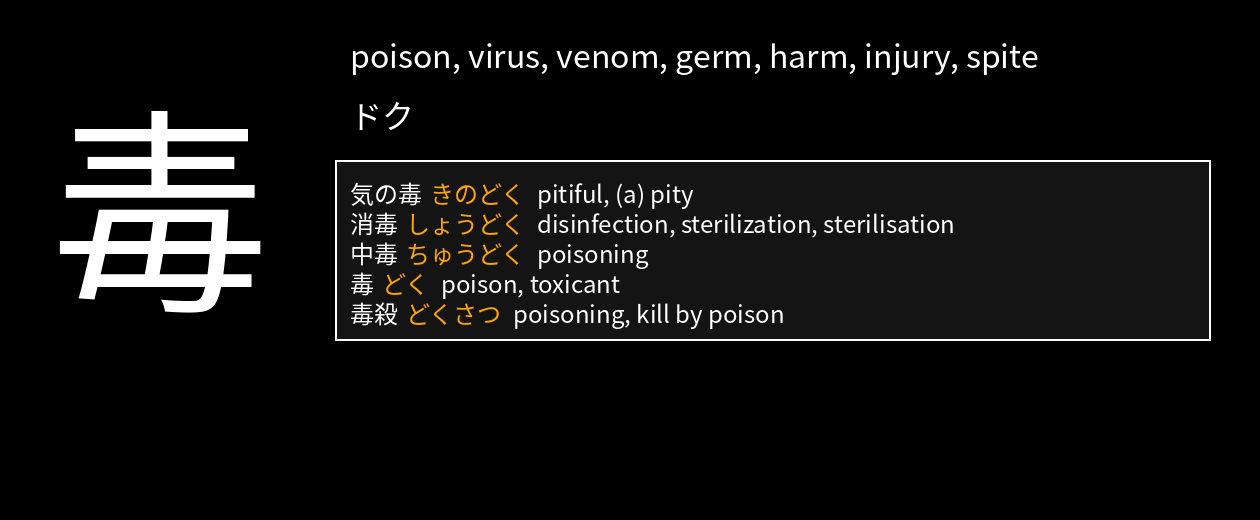 毒
poison, virus, venom, germ, harm, injury, spite
ドク
気の毒 きのどく pitiful, (a) pity
消毒 しょうどく disinfection, sterilization, sterilisation
中毒 ちゅうどく poisoning
毒 どく poison, toxicant
毒殺 どくさつ poisoning, kill by poison